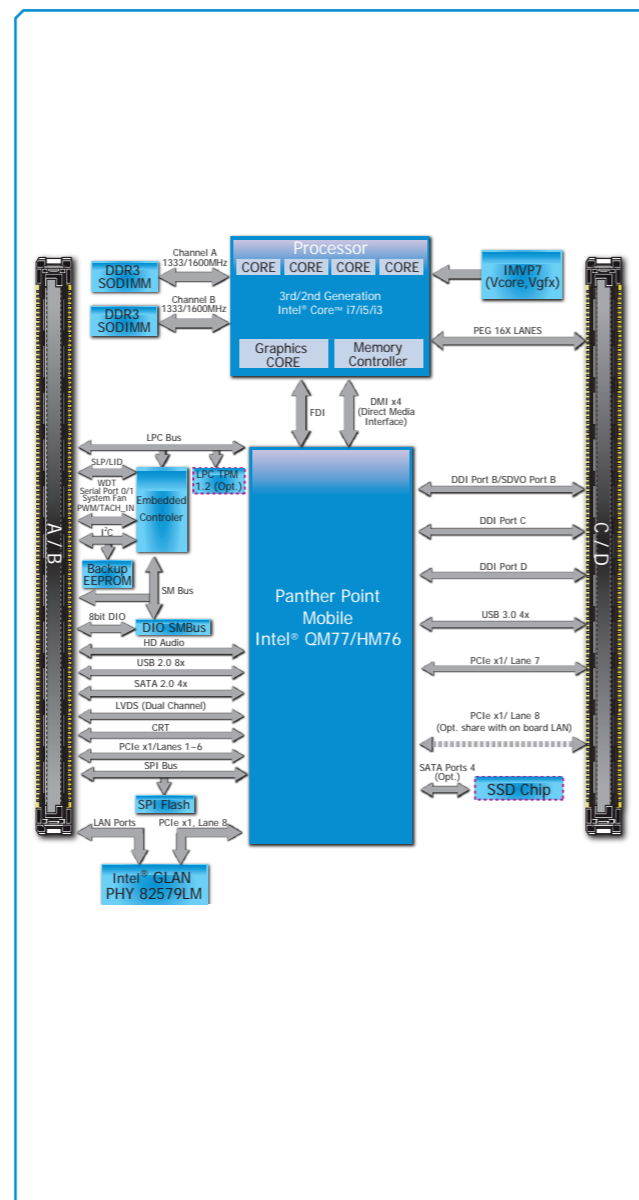 Processor
CORE CORE CORE CORE
3rd/2nd Generation
Intel® Core™ i7/i5/i3
Graphics
CORE
Memory
Controller
Channel A
1333/1600MHz
DDR3
SODIMM
Channel B
1333/1600MHz
DDR3
SODIMM
IMVP7
(Vcore,Vgfx)
PEG 16X LANES
FDI
DMI x4
(Direct Media
Interface)
A / B
C / D
LPC Bus
SLP/LID
WDT
Serial Port 0/1
System Fan
PWM/TACH_IN
I²C
Embedded
Controler
LPC TPM
1.2 (Opt.)
Backup
EEPROM
SM Bus
8bit DIO
DIO SMBus
HD Audio
USB 2.0 8x
SATA 2.0 4x
LVDS (Dual Channel)
CRT
PCIe x1/Lanes 1~6
SPI Bus
SPI Flash
LAN Ports
PCIe x1, Lane 8
Intel® GLAN
PHY 82579LM
Panther Point
Mobile
Intel® QM77/HM76
DDI Port B/SDVO Port B
DDI Port C
DDI Port D
USB 3.0 4x
PCIe x1/ Lane 7
PCIe x1/ Lane 8
(Opt. share with on board LAN)
SATA Ports 4
(Opt.)
SSD Chip